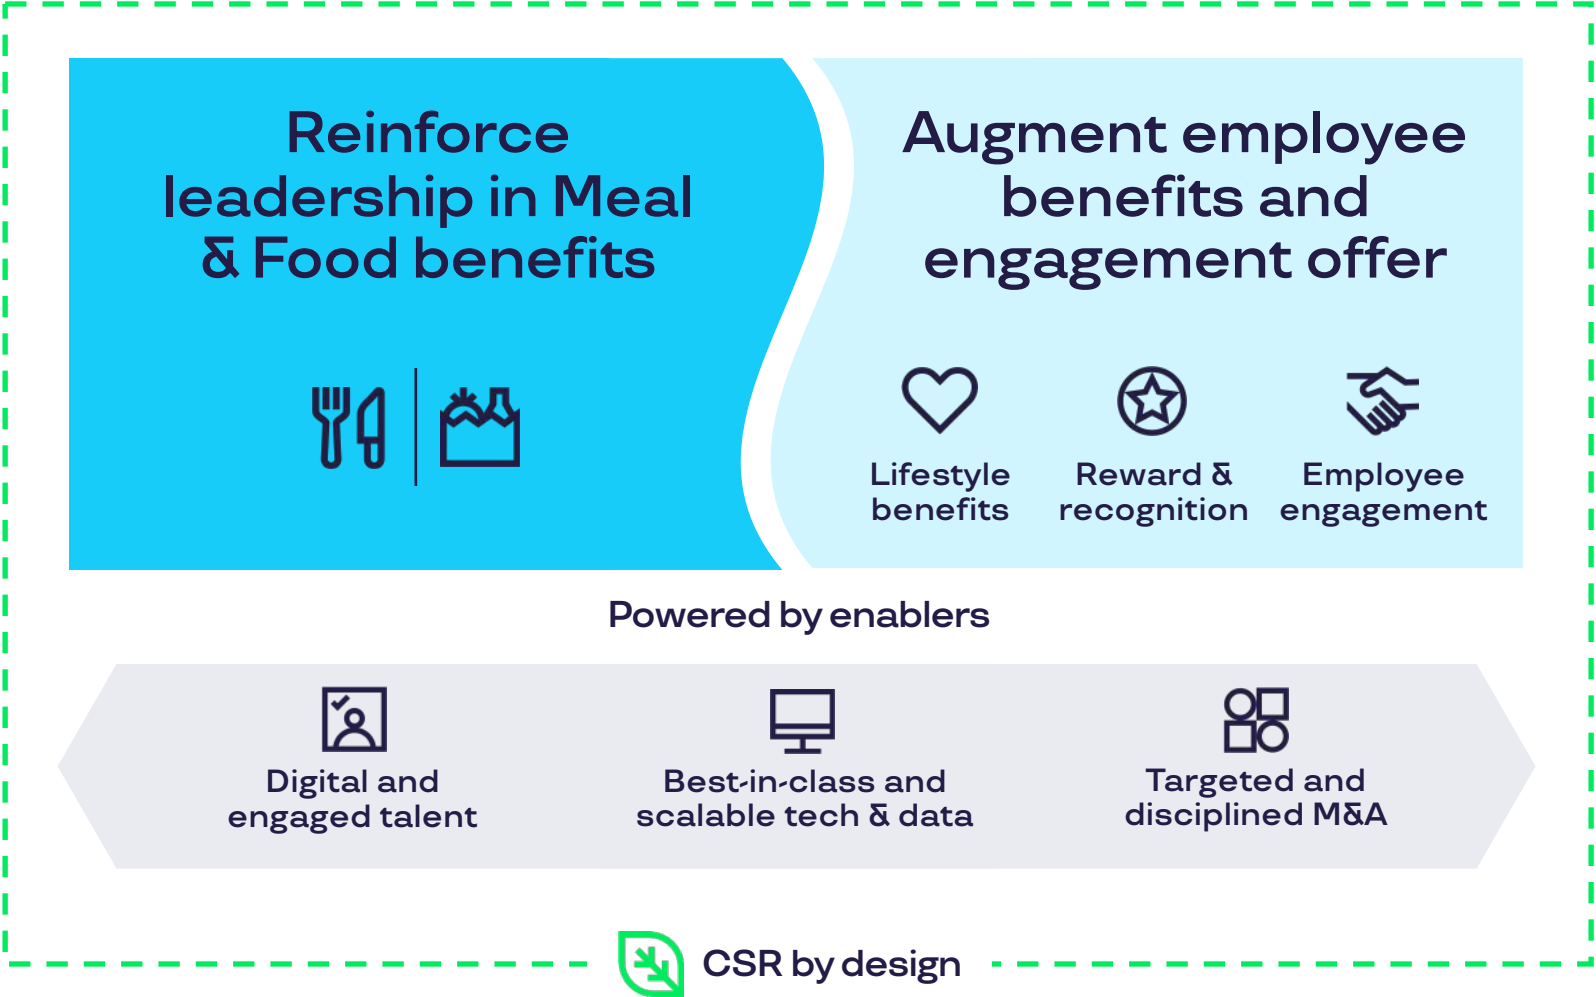 Reinforce
leadership in Meal
& Food benefits
Augment employee
benefits and
engagement offer
Lifestyle
benefits
Reward &
recognition
Employee
engagement
Powered by enablers
Digital and
engaged talent
Best-in-class and
scalable tech & data
Targeted and
disciplined M&A
CSR by design